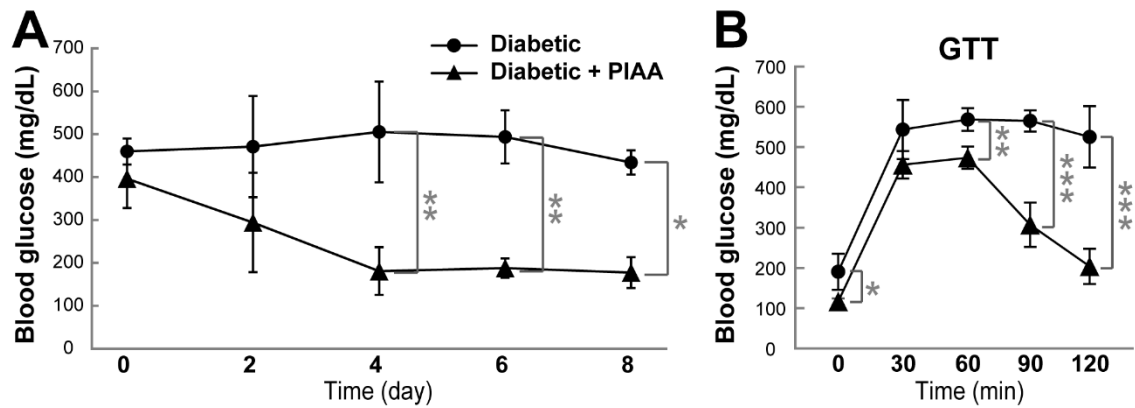 A
Blood glucose (mg/dL)
700
600
500
400
300
200
100
0
Diabetic
Diabetic + PIAA
**
**
*
0 2 4 6 8
Time (day)
B
GTT
Blood glucose (mg/dL)
700
600
500
400
300
200
100
0
*
**
***
***
0 30 60 90 120
Time (min)